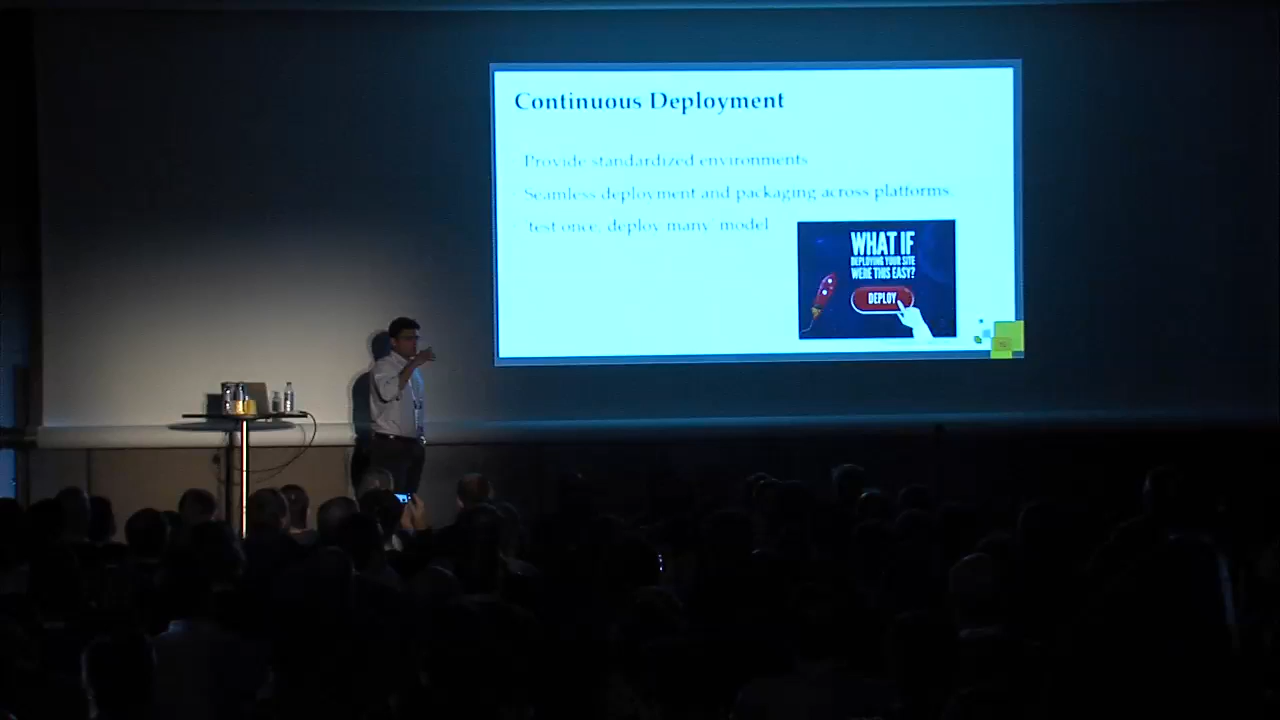 Continuous Deployment
Provide standardized environments
Seamless deployment and packaging across platforms.
'test once, deploy many' model
WHAT IF
DEPLOYING YOUR SITE
WERE THIS EASY?
DEPLOY